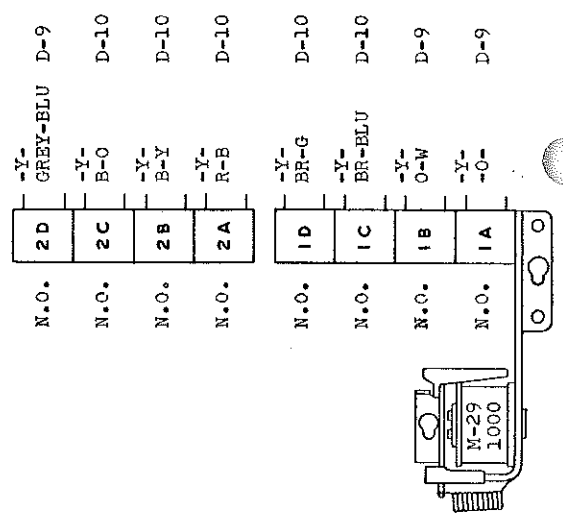 -Y-
GREY-BLU D-9
N.O. 2D
-Y-
B-O D-10
N.O. 2C
-Y-
B-Y D-10
N.O. 2B
-Y-
R-B D-10
N.O. 2A
-Y-
BR-G D-10
N.O. 1D
-Y-
BR-BLU D-10
N.O. 1C
-Y-
O-W D-9
N.O. 1B
-Y-
-O- D-9
N.O. 1A
M-29
1000